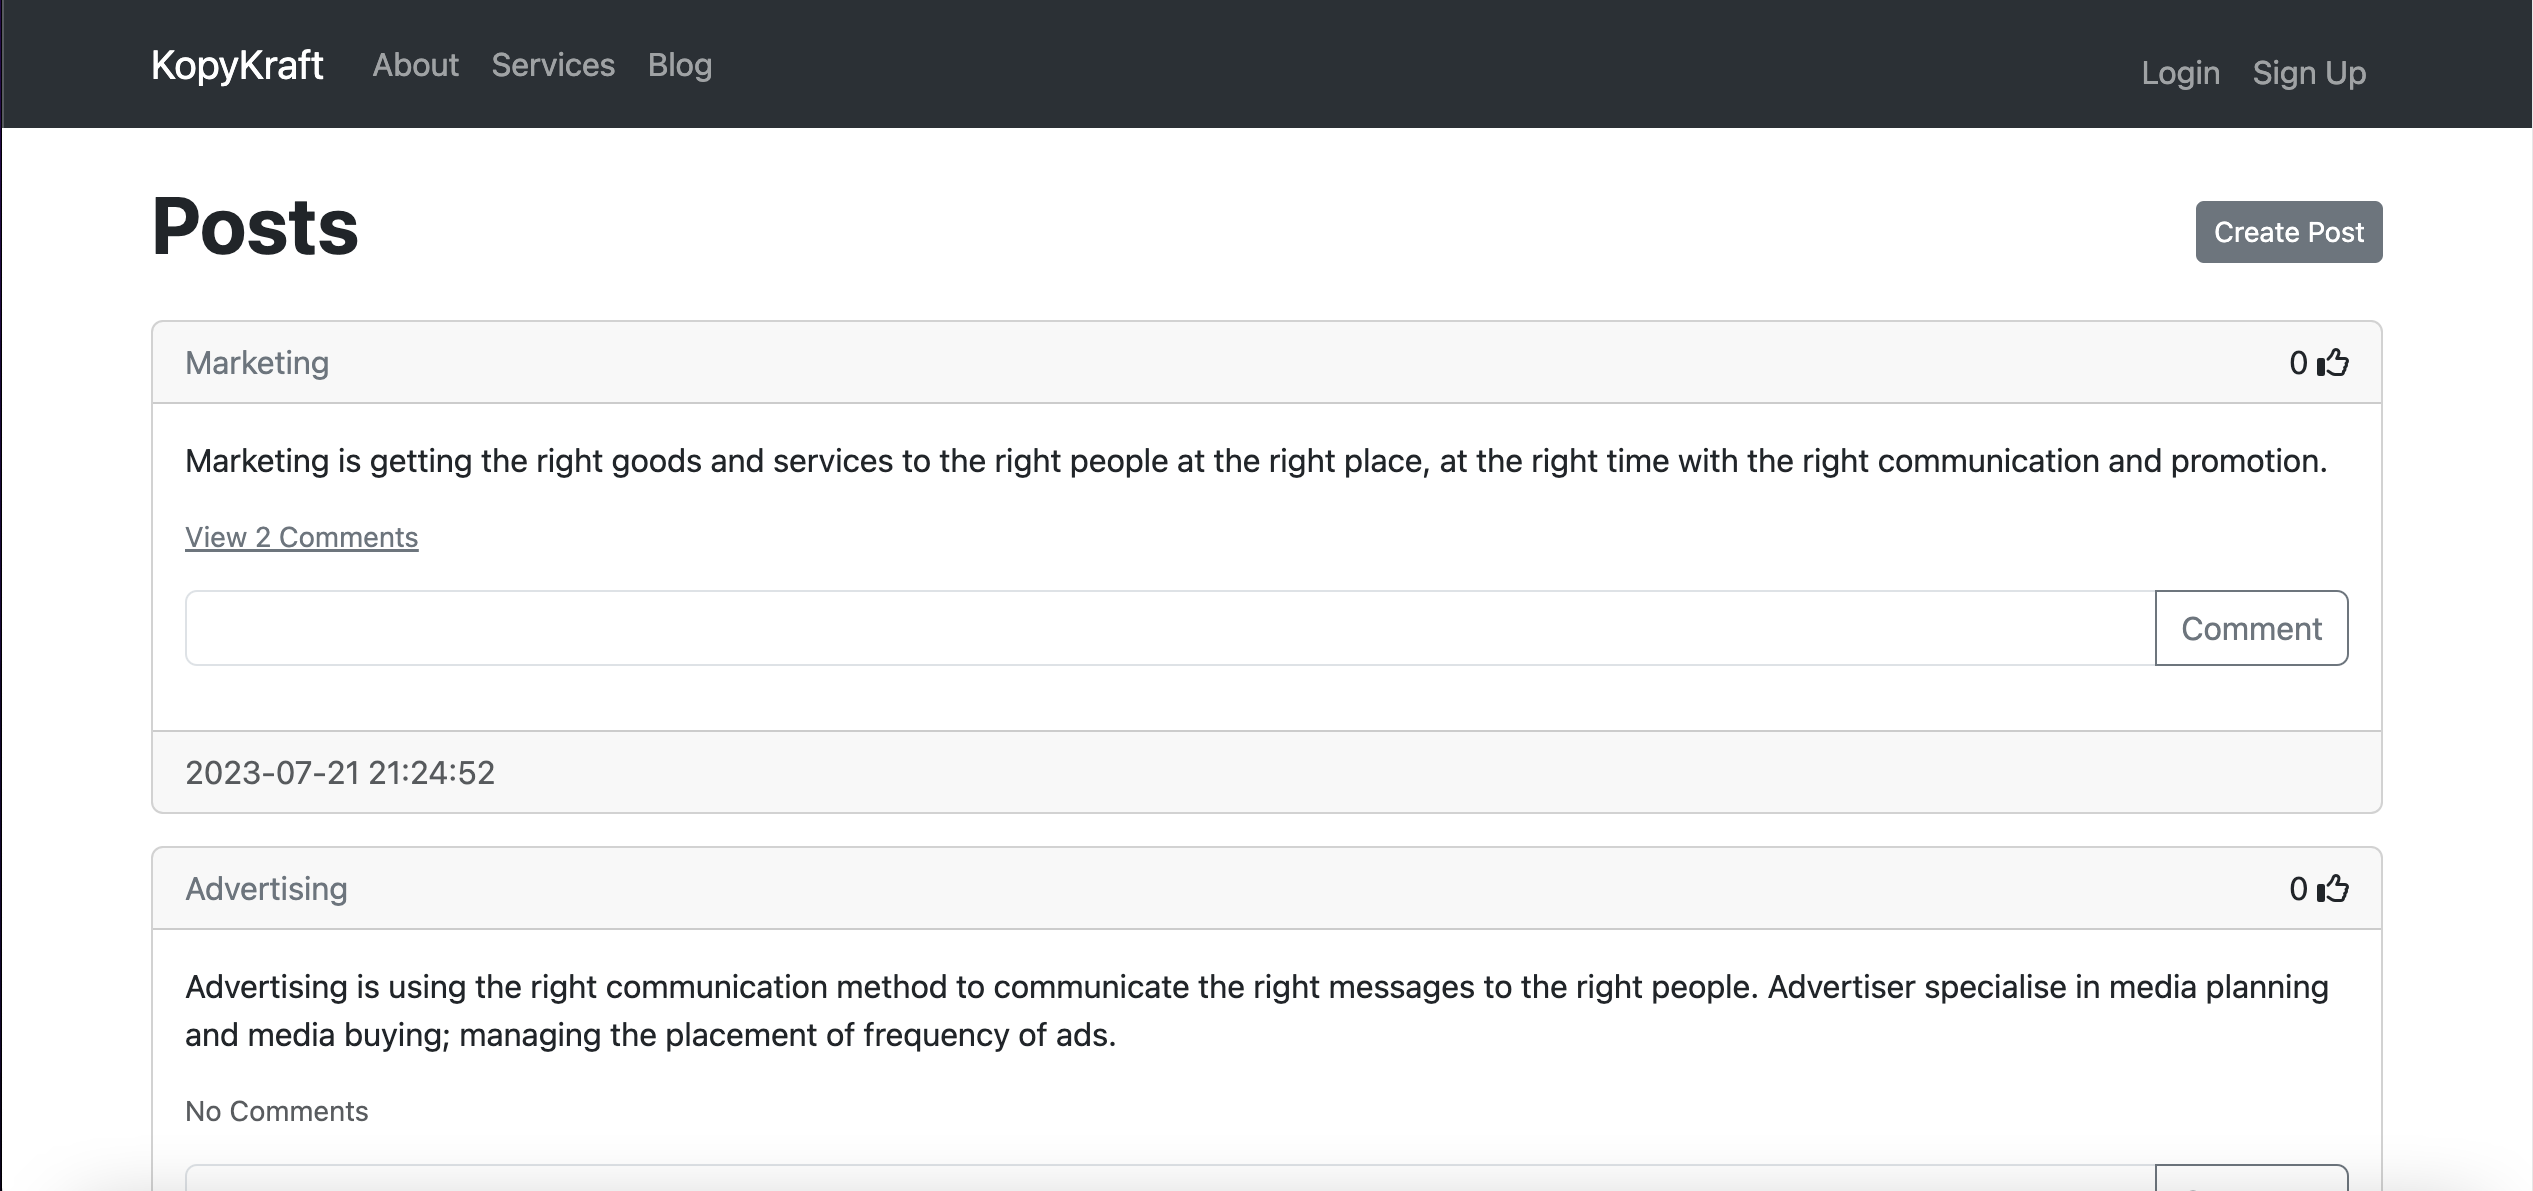 KopyKraft About Services Blog Login Sign Up
Posts
Create Post
Marketing 0
Marketing is getting the right goods and services to the right people at the right place, at the right time with the right communication and promotion.
View 2 Comments
Comment
2023-07-21 21:24:52
Advertising 0
Advertising is using the right communication method to communicate the right messages to the right people. Advertiser specialise in media planning
and media buying; managing the placement of frequency of ads.
No Comments